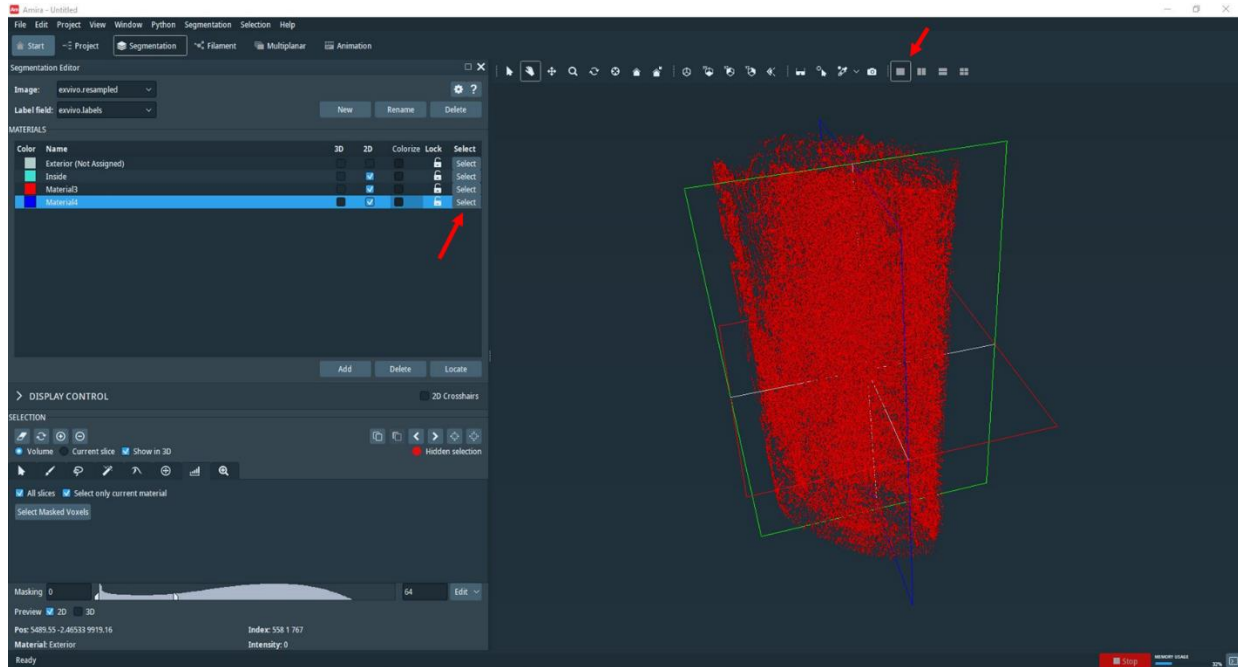 Amira - Untitled
File Edit Project View Window Python Segmentation Selection Help
Start Project Segmentation Filament Multiplanar Animation
Segmentation Editor
Image: exvivo.resampled ?
Label field: exvivo.labels New Rename Delete
MATERIALS
Color Name 3D 2D Colorize Lock Select
Exterior (Not Assigned) Select
Inside Select
Material3 Select
Material4 Select
Add Delete Locate
> DISPLAY CONTROL 2D Crosshairs
SELECTION
Volume Current slice Show in 3D Hidden selection
All slices Select only current material
Select Masked Voxels
Masking 0 64 Edit
Preview 2D 3D
Pos: 5489.55 -2.46533 9919.16 Index: 558 1 767
Material: Exterior Intensity: 0
Ready Stop MEMORY USAGE 32%